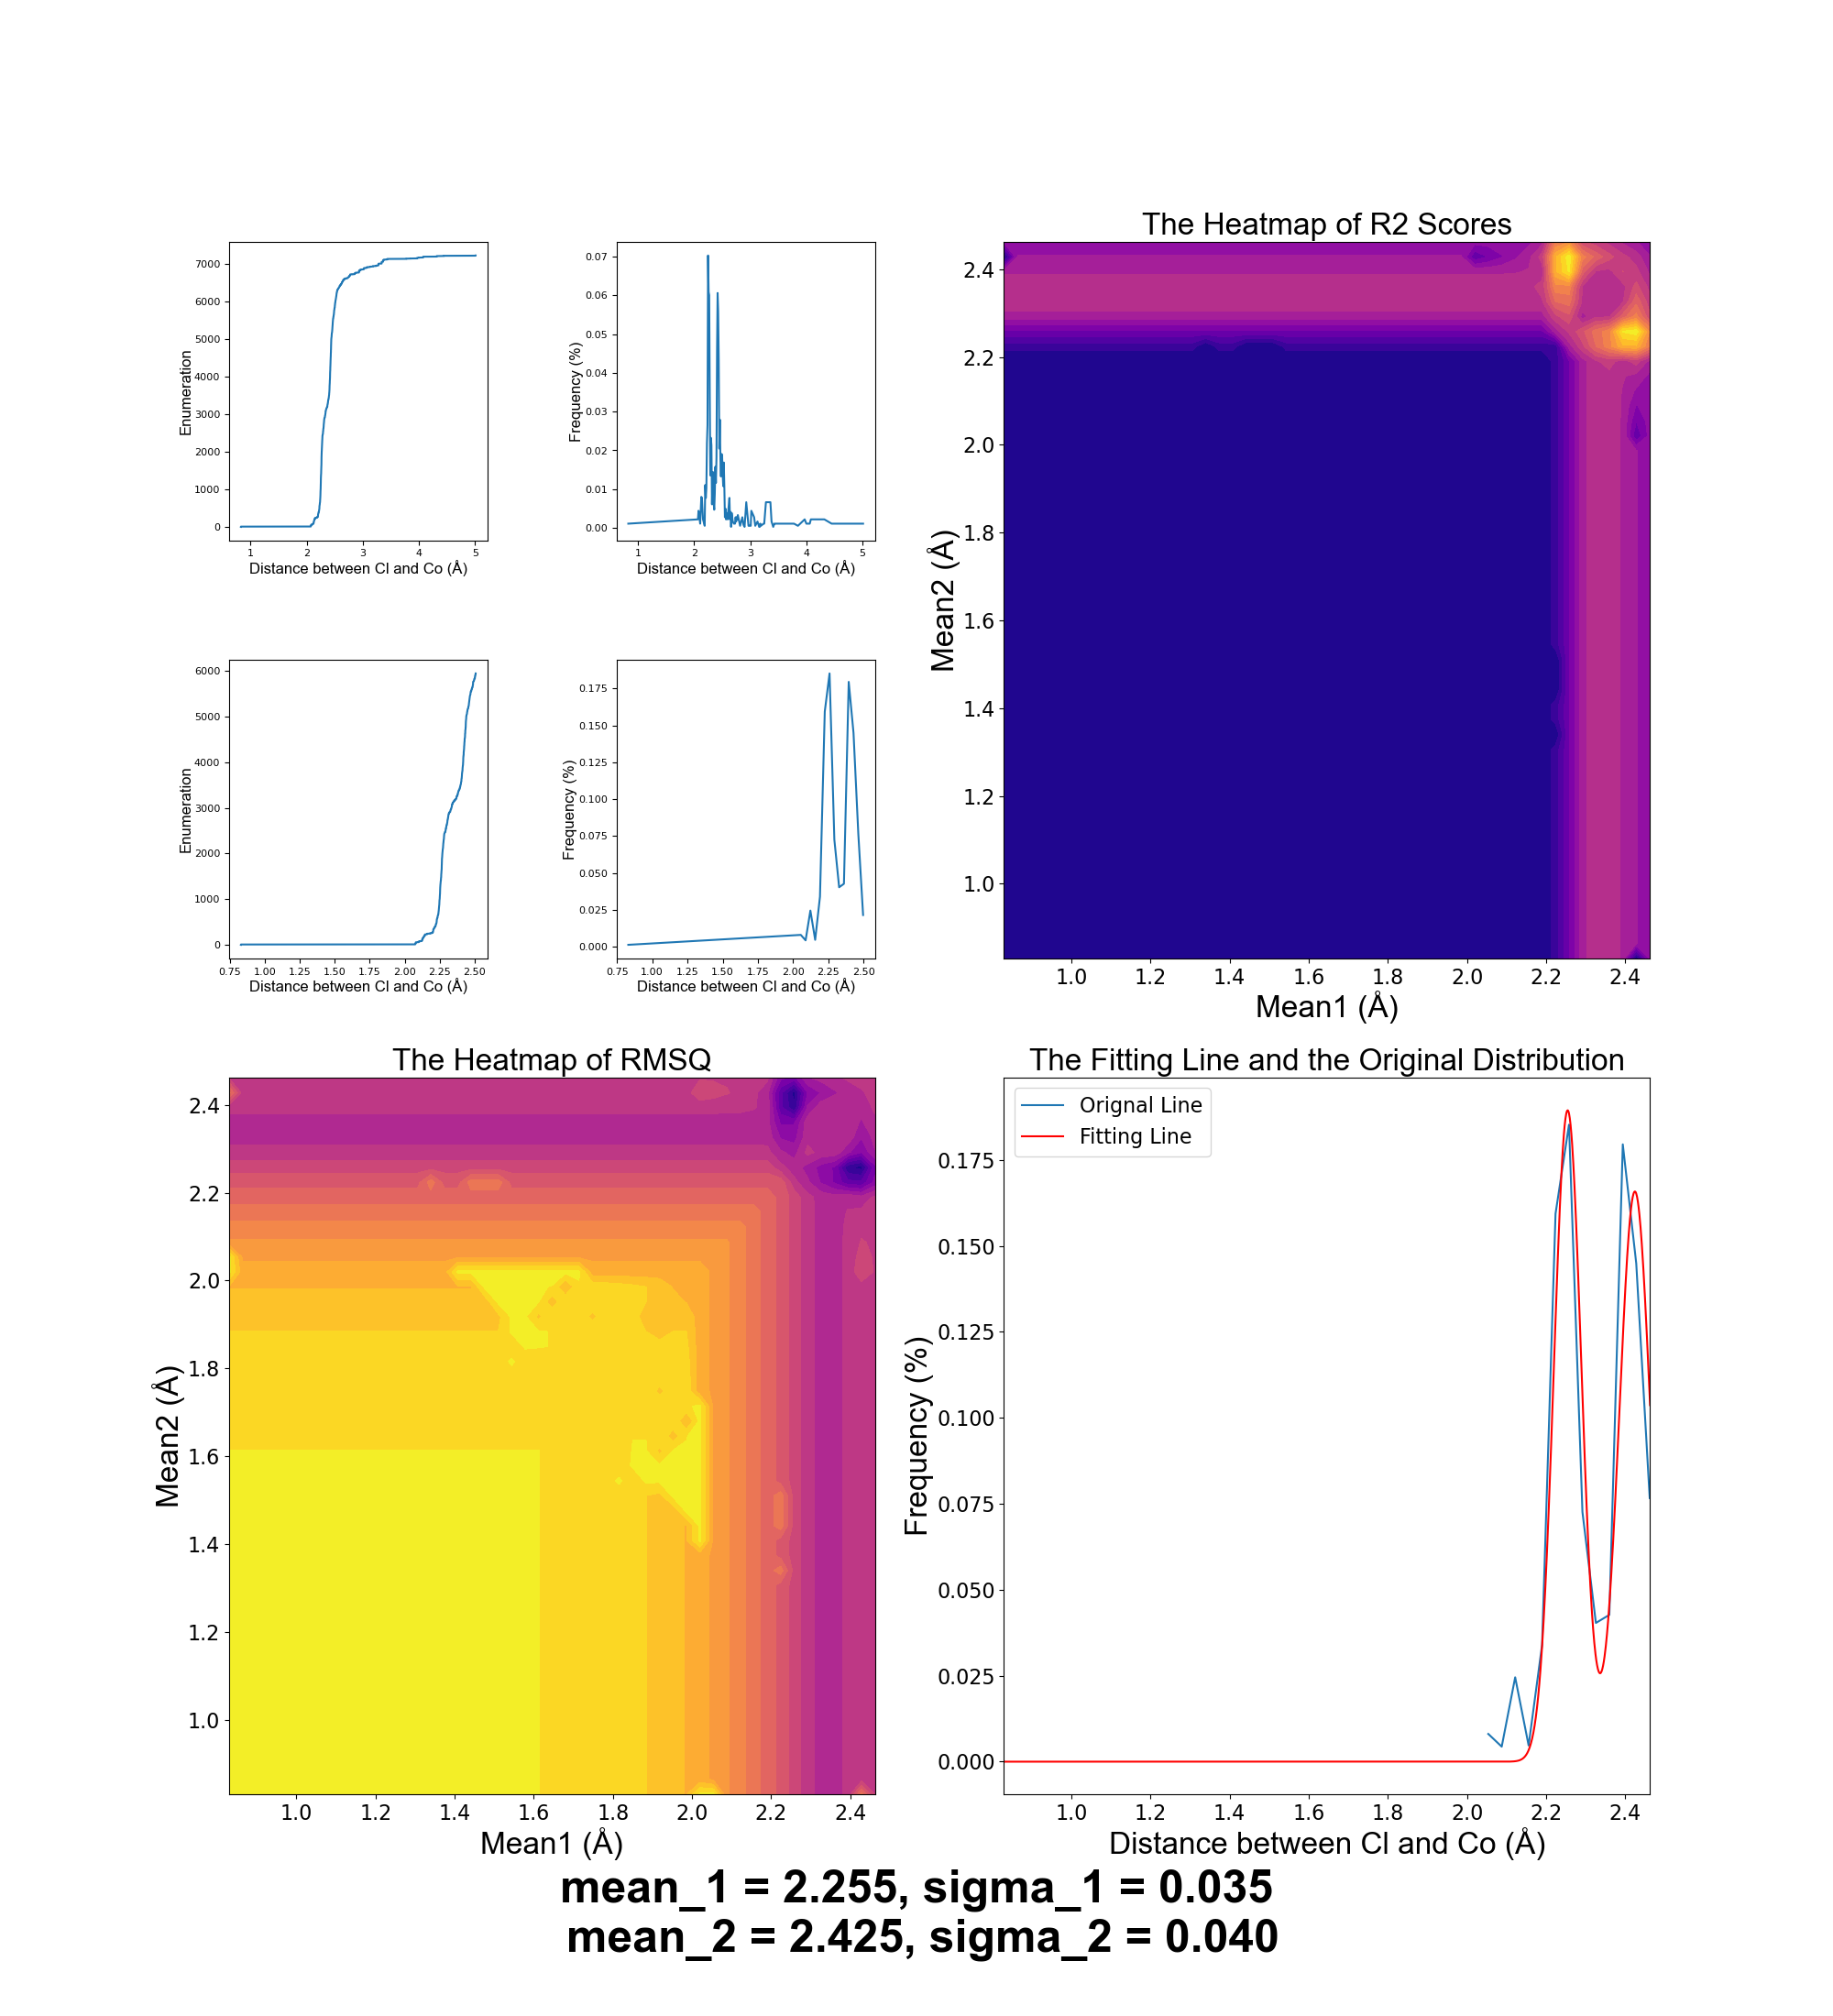 The Heatmap of R2 Scores
7000
6000
5000
4000
3000
2000
1000
0
Enumeration
1 2 3 4 5
Distance between Cl and Co (Å)
0.07
0.06
0.05
0.04
0.03
0.02
0.01
0.00
Frequency (%)
1 2 3 4 5
Distance between Cl and Co (Å)
2.4
2.2
2.0
1.8
1.6
1.4
1.2
1.0
Mean2 (Å)
1.0 1.2 1.4 1.6 1.8 2.0 2.2 2.4
Mean1 (Å)
6000
5000
4000
3000
2000
1000
0
Enumeration
0.75 1.00 1.25 1.50 1.75 2.00 2.25 2.50
Distance between Cl and Co (Å)
0.175
0.150
0.125
0.100
0.075
0.050
0.025
0.000
Frequency (%)
0.75 1.00 1.25 1.50 1.75 2.00 2.25 2.50
Distance between Cl and Co (Å)
The Heatmap of RMSQ
2.4
2.2
2.0
1.8
1.6
1.4
1.2
1.0
Mean2 (Å)
1.0 1.2 1.4 1.6 1.8 2.0 2.2 2.4
Mean1 (Å)
The Fitting Line and the Original Distribution
Orignal Line
Fitting Line
0.175
0.150
0.125
0.100
0.075
0.050
0.025
0.000
Frequency (%)
1.0 1.2 1.4 1.6 1.8 2.0 2.2 2.4
Distance between Cl and Co (Å)
mean_1 = 2.255, sigma_1 = 0.035
mean_2 = 2.425, sigma_2 = 0.040